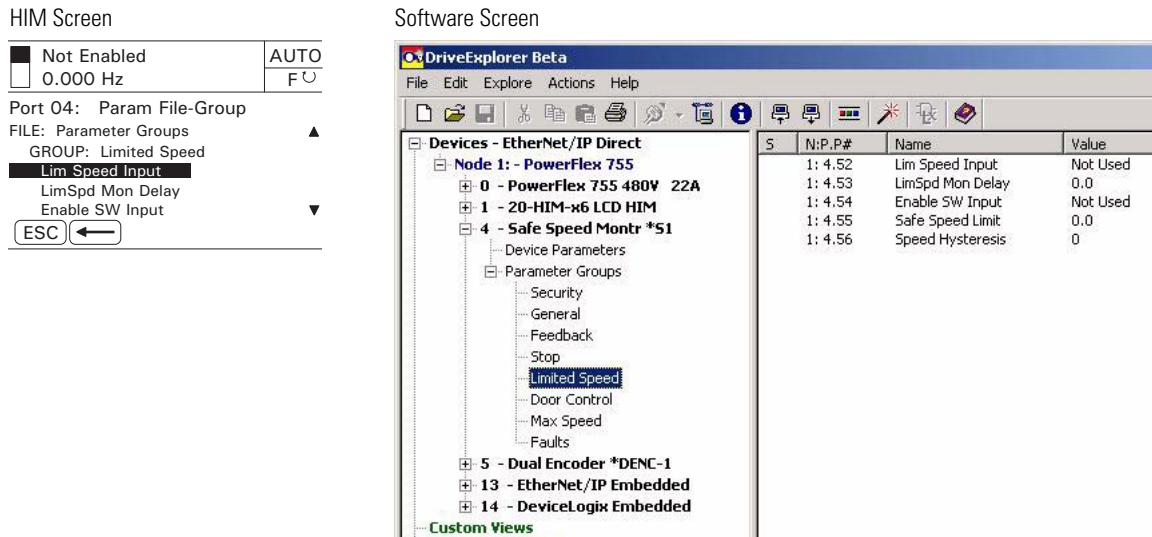 HIM Screen
Not Enabled
AUTO
0.000 Hz
F
Port 04: Param File-Group
FILE: Parameter Groups
GROUP: Limited Speed
Lim Speed Input
LimSpd Mon Delay
Enable SW Input
ESC
Software Screen
DriveExplorer Beta
File Edit Explore Actions Help
Devices - EtherNet/IP Direct
Node 1: - PowerFlex 755
0 - PowerFlex 755 480V 22A
1 - 20-HIM-x6 LCD HIM
4 - Safe Speed Montr *S1
Device Parameters
Parameter Groups
Security
General
Feedback
Stop
Limited Speed
Door Control
Max Speed
Faults
5 - Dual Encoder *DENC-1
13 - EtherNet/IP Embedded
14 - DeviceLogix Embedded
Custom Views
S N:P.P# Name Value
1: 4.52 Lim Speed Input Not Used
1: 4.53 LimSpd Mon Delay 0.0
1: 4.54 Enable SW Input Not Used
1: 4.55 Safe Speed Limit 0.0
1: 4.56 Speed Hysteresis 0